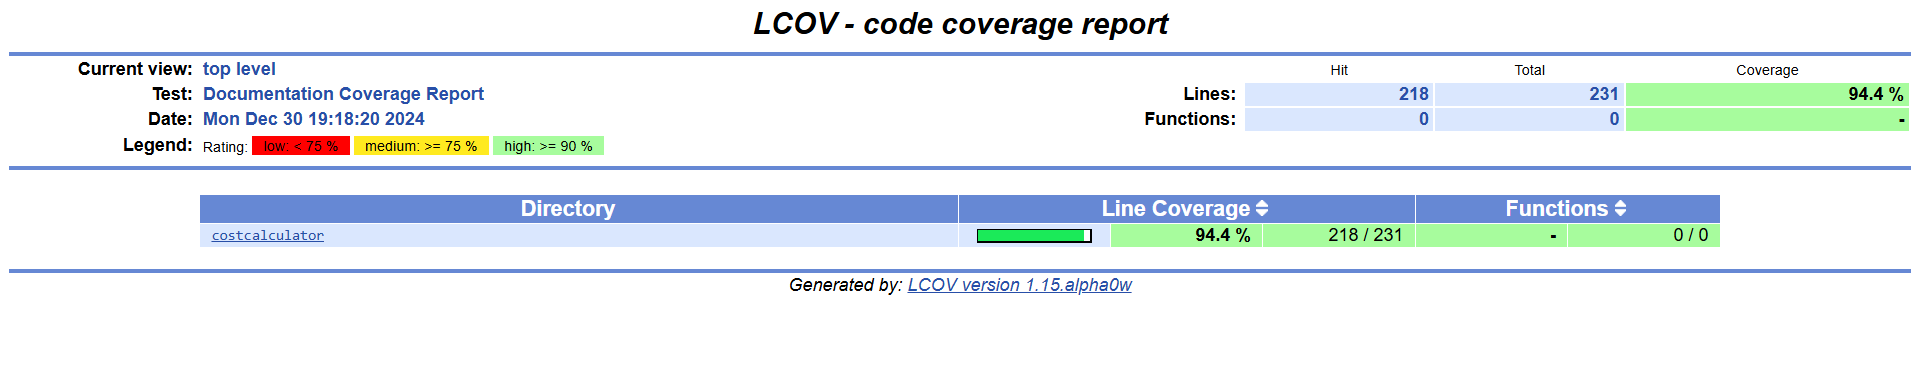 LCOV - code coverage report
Current view: top level Hit Total Coverage
Test: Documentation Coverage Report Lines: 218 231 94.4 %
Date: Mon Dec 30 19:18:20 2024 Functions: 0 0 -
Legend: Rating: low: < 75 % medium: >= 75 % high: >= 90 %
Directory Line Coverage Functions
costcalculator 94.4 % 218 / 231 - 0 / 0
Generated by: LCOV version 1.15.alpha0w